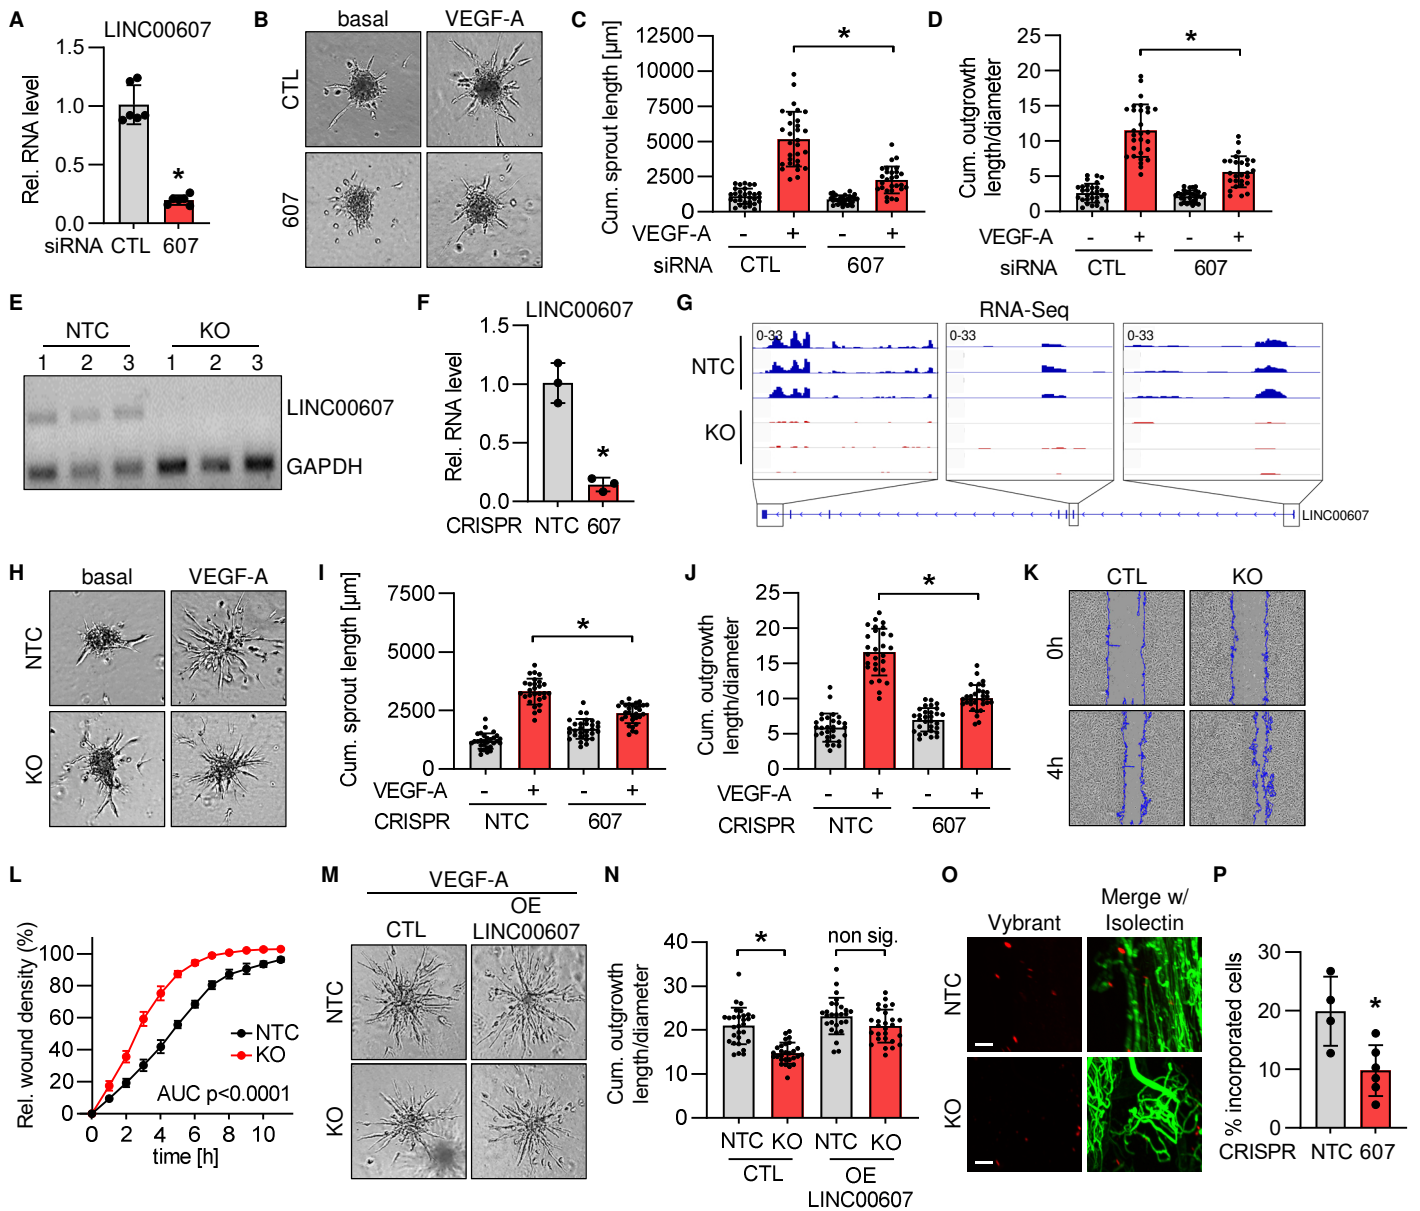 A
LINC00607
Rel. RNA level
1.5
1.0
0.5
0.0
*
siRNA CTL 607
B
basal VEGF-A
CTL
607
C
Cum. sprout length [µm]
12500
10000
7500
5000
2500
0
*
VEGF-A - + - +
siRNA CTL 607
D
Cum. outgrowth
length/diameter
25
20
15
10
5
0
*
VEGF-A - + - +
siRNA CTL 607
E
NTC KO
1 2 3 1 2 3
LINC00607
GAPDH
F
LINC00607
Rel. RNA level
1.5
1.0
0.5
0.0
*
CRISPR NTC 607
G
RNA-Seq
0-33 0-33 0-33
NTC
KO
LINC00607
H
basal VEGF-A
NTC
KO
I
Cum. sprout length [µm]
7500
5000
2500
0
*
VEGF-A - + - +
CRISPR NTC 607
J
Cum. outgrowth
length/diameter
25
20
15
10
5
0
*
VEGF-A - + - +
CRISPR NTC 607
K
CTL KO
0h
4h
L
Rel. wound density (%)
100
80
60
40
20
0
NTC
KO
AUC p<0.0001
0 2 4 6 8 10
time [h]
M
VEGF-A
CTL
OE
LINC00607
NTC
KO
N
Cum. outgrowth
length/diameter
40
30
20
10
0
* non sig.
NTC KO NTC KO
CTL OE
LINC00607
O
Vybrant
Merge w/
Isolectin
NTC
KO
P
% incorporated cells
30
20
10
0
*
CRISPR NTC 607